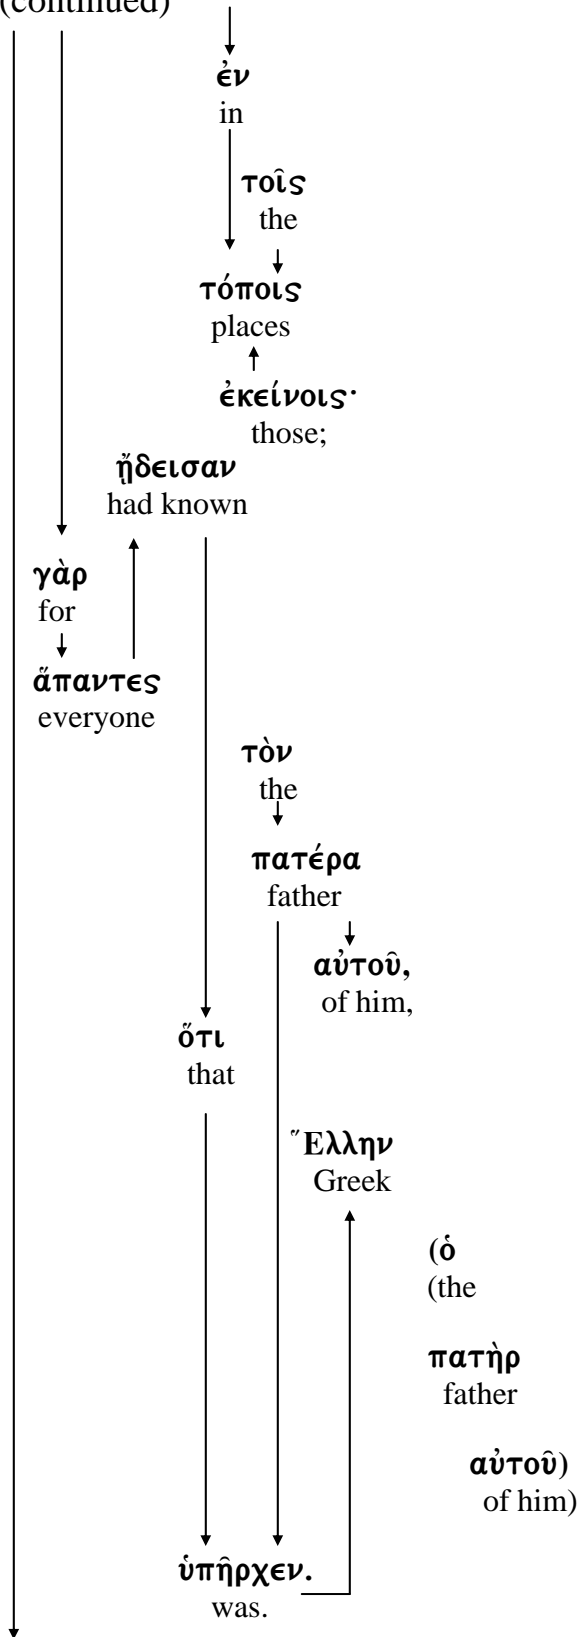 (continued)
ἐν
in
τοῖς
the
τόποις
places
ἐκείνοις·
those;
ᾔδεισαν
had known
γὰρ
for
ἅπαντες
everyone
τὸν
the
πατέρα
father
αὐτοῦ,
of him,
ὅτι
that
Ἕλλην
Greek
(ὁ
(the
πατὴρ
father
αὐτοῦ)
of him)
ὑπῆρχεν.
was.